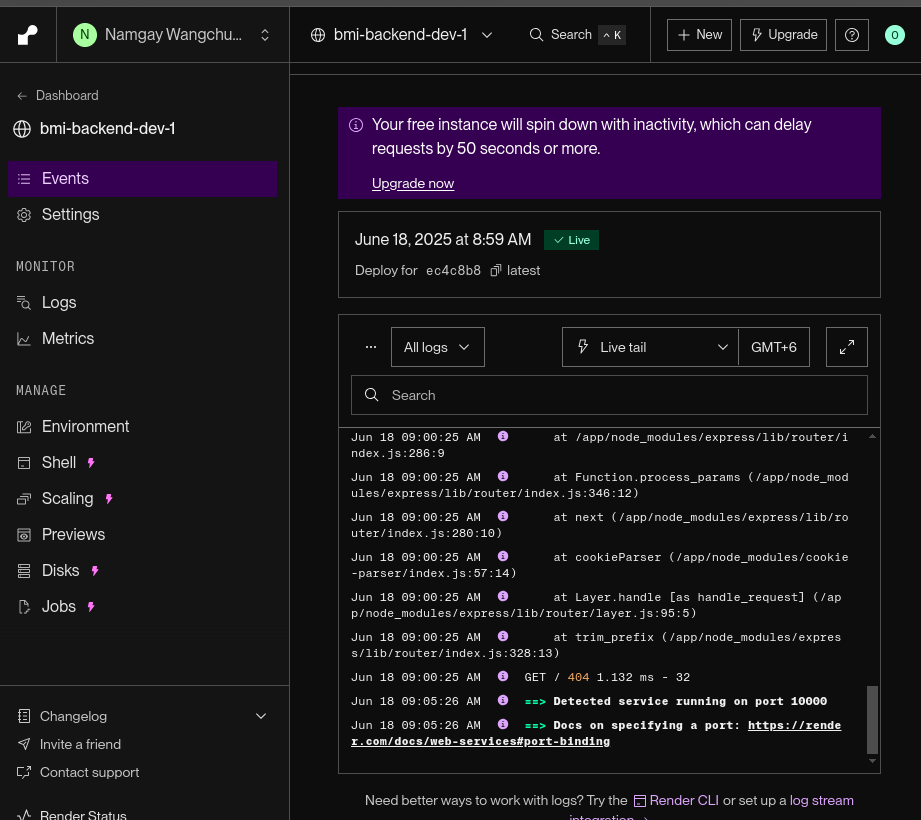 N Namgay Wangchu...
bmi-backend-dev-1
Search ^ K
+ New
Upgrade
O
← Dashboard
bmi-backend-dev-1
Events
Settings
MONITOR
Logs
Metrics
MANAGE
Environment
Shell
Scaling
Previews
Disks
Jobs
Changelog
Invite a friend
Contact support
Render Status
Your free instance will spin down with inactivity, which can delay
requests by 50 seconds or more.
Upgrade now
June 18, 2025 at 8:59 AM ✓ Live
Deploy for ec4c8b8 latest
... All logs
Live tail
GMT+6
Search
Jun 18 09:00:25 AM at /app/node_modules/express/lib/router/i
ndex.js:286:9
Jun 18 09:00:25 AM at Function.process_params (/app/node_mod
ules/express/lib/router/index.js:346:12)
Jun 18 09:00:25 AM at next (/app/node_modules/express/lib/ro
uter/index.js:280:10)
Jun 18 09:00:25 AM at cookieParser (/app/node_modules/cookie
-parser/index.js:57:14)
Jun 18 09:00:25 AM at Layer.handle [as handle_request] (/ap
p/node_modules/express/lib/router/layer.js:95:5)
Jun 18 09:00:25 AM at trim_prefix (/app/node_modules/expres
s/lib/router/index.js:328:13)
Jun 18 09:00:25 AM GET / 404 1.132 ms - 32
Jun 18 09:05:26 AM ==> Detected service running on port 10000
Jun 18 09:05:26 AM ==> Docs on specifying a port: https://rende
r.com/docs/web-services#port-binding
Need better ways to work with logs? Try the Render CLI or set up a log stream
integration →